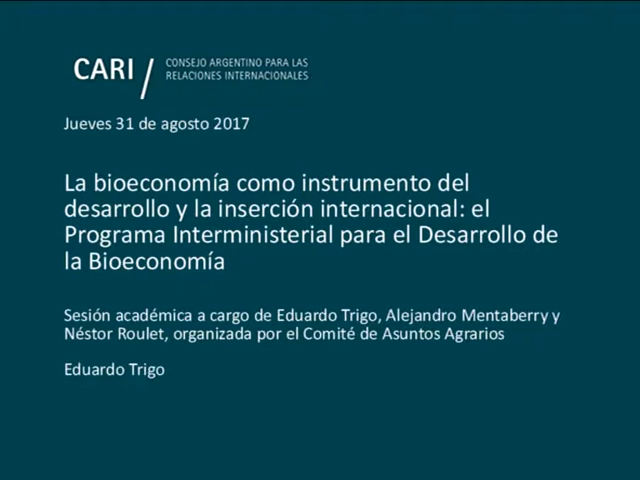 CARI /
CONSEJO ARGENTINO PARA LAS
RELACIONES INTERNACIONALES
Jueves 31 de agosto 2017
La bioeconomía como instrumento del
desarrollo y la inserción internacional: el
Programa Interministerial para el Desarrollo de
la Bioeconomía
Sesión académica a cargo de Eduardo Trigo, Alejandro Mentaberry y
Néstor Roulet, organizada por el Comité de Asuntos Agrarios
Eduardo Trigo